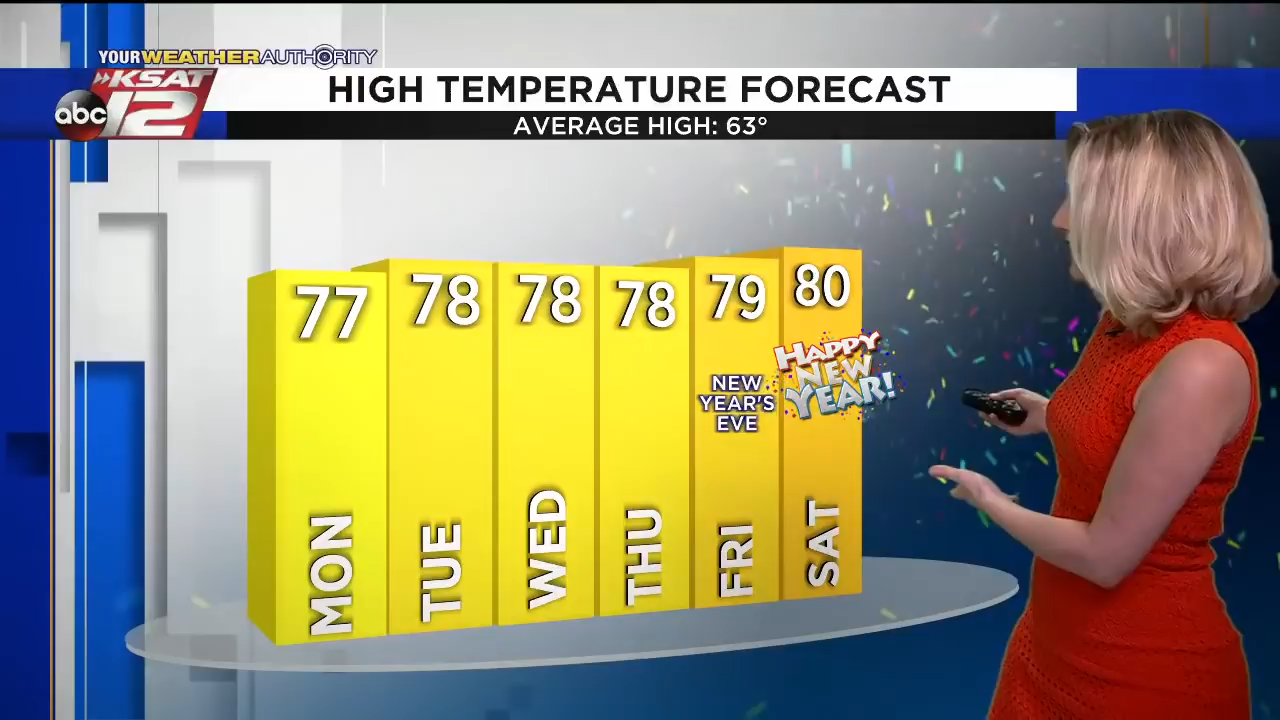 YOURWEATHERAUTHORITY
KSAT
abc 12
HIGH TEMPERATURE FORECAST
AVERAGE HIGH: 63°
77
78
78
78
79
80
NEW
YEAR'S
EVE
HAPPY
NEW
YEAR!
MON
TUE
WED
THU
FRI
SAT